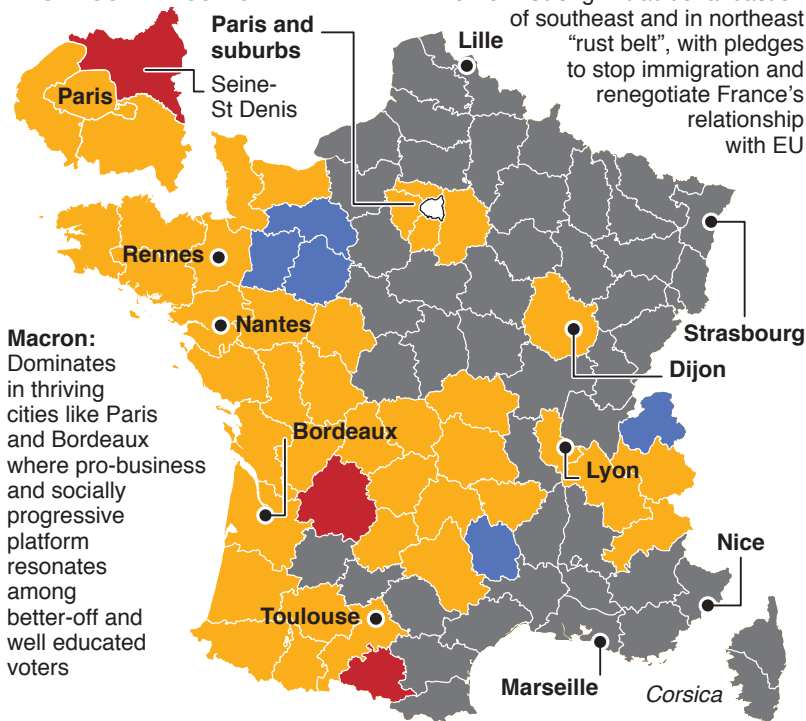 of southeast and in northeast
“rust belt”, with pledges
to stop immigration and
renegotiate France’s
relationship
with EU
Paris and
suburbs
Seine-
St Denis
Paris
Lille
Rennes
Nantes
Strasbourg
Dijon
Macron:
Dominates
in thriving
cities like Paris
and Bordeaux
where pro-business
and socially
progressive
platform
resonates
among
better-off and
well educated
voters
Bordeaux
Lyon
Nice
Toulouse
Marseille
Corsica